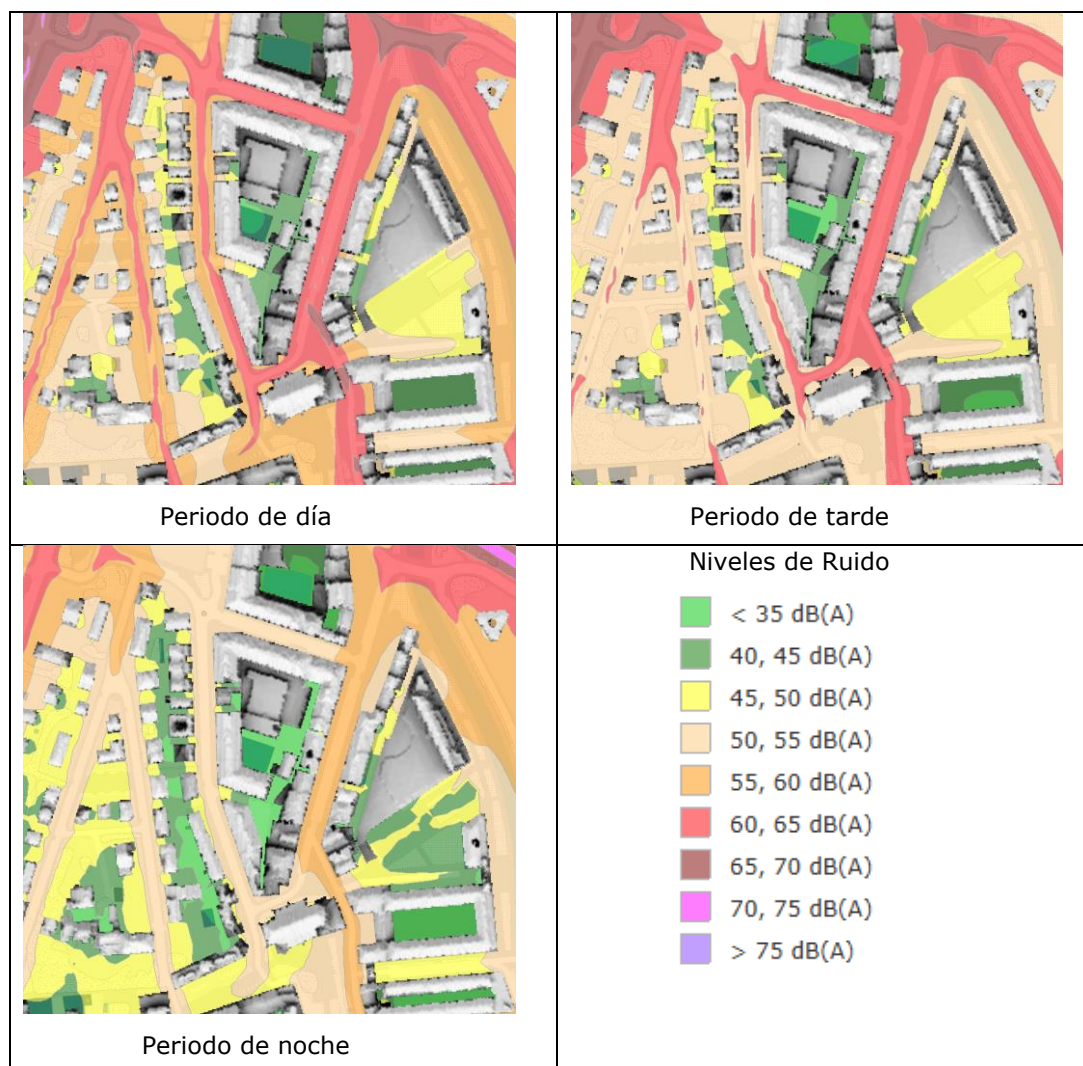 Periodo de día
Periodo de tarde
Periodo de noche
Niveles de Ruido
< 35 dB(A)
40, 45 dB(A)
45, 50 dB(A)
50, 55 dB(A)
55, 60 dB(A)
60, 65 dB(A)
65, 70 dB(A)
70, 75 dB(A)
> 75 dB(A)